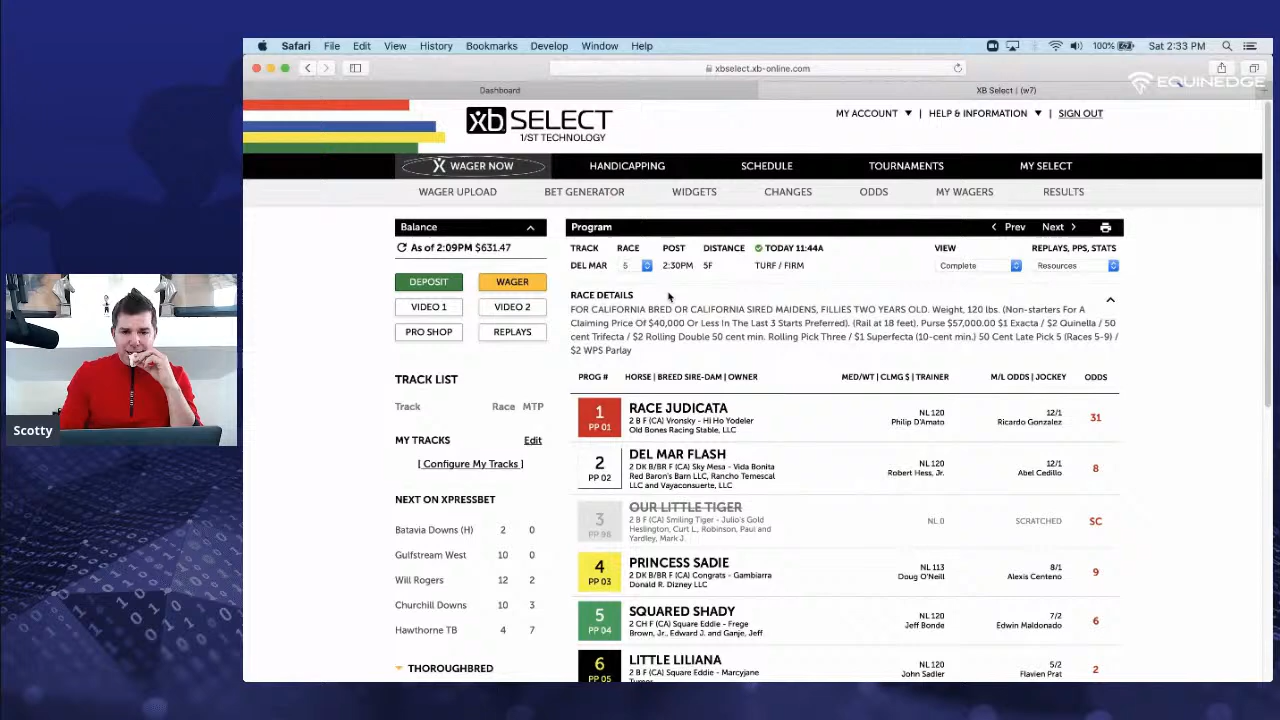 Safari File Edit View History Bookmarks Develop Window Help
100% Sat 2:33 PM
xbselect.xb-online.com
Dashboard
XB Select | (w7)
EQUINEDGE
xb SELECT
1/ST TECHNOLOGY
MY ACCOUNT | HELP & INFORMATION | SIGN OUT
X WAGER NOW HANDICAPPING SCHEDULE TOURNAMENTS MY SELECT
WAGER UPLOAD BET GENERATOR WIDGETS CHANGES ODDS MY WAGERS RESULTS
Balance
As of 2:09PM $631.47
DEPOSIT WAGER
VIDEO 1 VIDEO 2
PRO SHOP REPLAYS
TRACK LIST
Track Race MTP
MY TRACKS Edit
[ Configure My Tracks ]
NEXT ON XPRESSBET
Batavia Downs (H) 2 0
Gulfstream West 10 0
Will Rogers 12 2
Churchill Downs 10 3
Hawthorne TB 4 7
THOROUGHBRED
Program
Prev Next
TRACK RACE POST DISTANCE TODAY 11:44A VIEW REPLAYS, PPS, STATS
DEL MAR 5 2:30PM 5F TURF / FIRM Complete Resources
RACE DETAILS
FOR CALIFORNIA BRED OR CALIFORNIA SIRED MAIDENS, FILLIES TWO YEARS OLD. Weight, 120 lbs. (Non-starters For A
Claiming Price Of $40,000 Or Less In The Last 3 Starts Preferred). (Rail at 18 feet). Purse $57,000.00 $1 Exacta / $2 Quinella / 50
cent Trifecta / $2 Rolling Double 50 cent min. Rolling Pick Three / $1 Superfecta (10-cent min.) 50 Cent Late Pick 5 (Races 5-9) /
$2 WPS Parlay
PROG # HORSE | BREED SIRE-DAM | OWNER MED/WT | CLMG $ | TRAINER M/L ODDS | JOCKEY ODDS
1
PP 01
RACE JUDICATA
2 B F (CA) Vronsky - Hi Ho Yodeler
Old Bones Racing Stable, LLC
NL 120
Philip D'Amato
12/1
Ricardo Gonzalez
31
2
PP 02
DEL MAR FLASH
2 DK B/BR F (CA) Sky Mesa - Vida Bonita
Red Baron's Barn LLC, Rancho Temescal
LLC and Vayaconsuerte, LLC
NL 120
Robert Hess, Jr.
12/1
Abel Cedillo
8
3
PP 98
OUR LITTLE TIGER
2 B F (CA) Smiling Tiger - Julio's Gold
Heslington, Curt L., Robinson, Paul and
Yardley, Mark J.
NL 0
SCRATCHED
SC
4
PP 03
PRINCESS SADIE
2 DK B/BR F (CA) Congrats - Gambiarra
Donald R. Dizney LLC
NL 113
Doug O'Neill
8/1
Alexis Centeno
9
5
PP 04
SQUARED SHADY
2 CH F (CA) Square Eddie - Frege
Brown, Jr., Edward J. and Ganje, Jeff
NL 120
Jeff Bonde
7/2
Edwin Maldonado
6
6
PP 05
LITTLE LILIANA
2 B F (CA) Square Eddie - Marcyjane
NL 120
John Sadler
5/2
Flavien Prat
2
Scotty